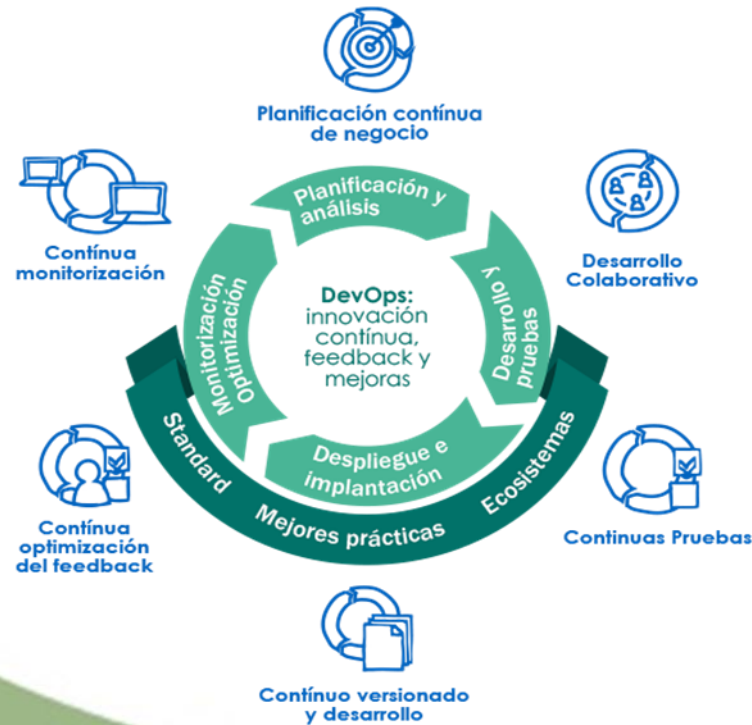 Planificación contínua
de negocio
Contínua
monitorización
Desarrollo
Colaborativo
Planificación y
análisis
Desarrollo y
pruebas
Despliegue e
implantación
Monitorización
Optimización
DevOps:
innovación
contínua,
feedback y
mejoras
Standard
Mejores prácticas
Ecosistemas
Contínua
optimización
del feedback
Continuas Pruebas
Contínuo versionado
y desarrollo